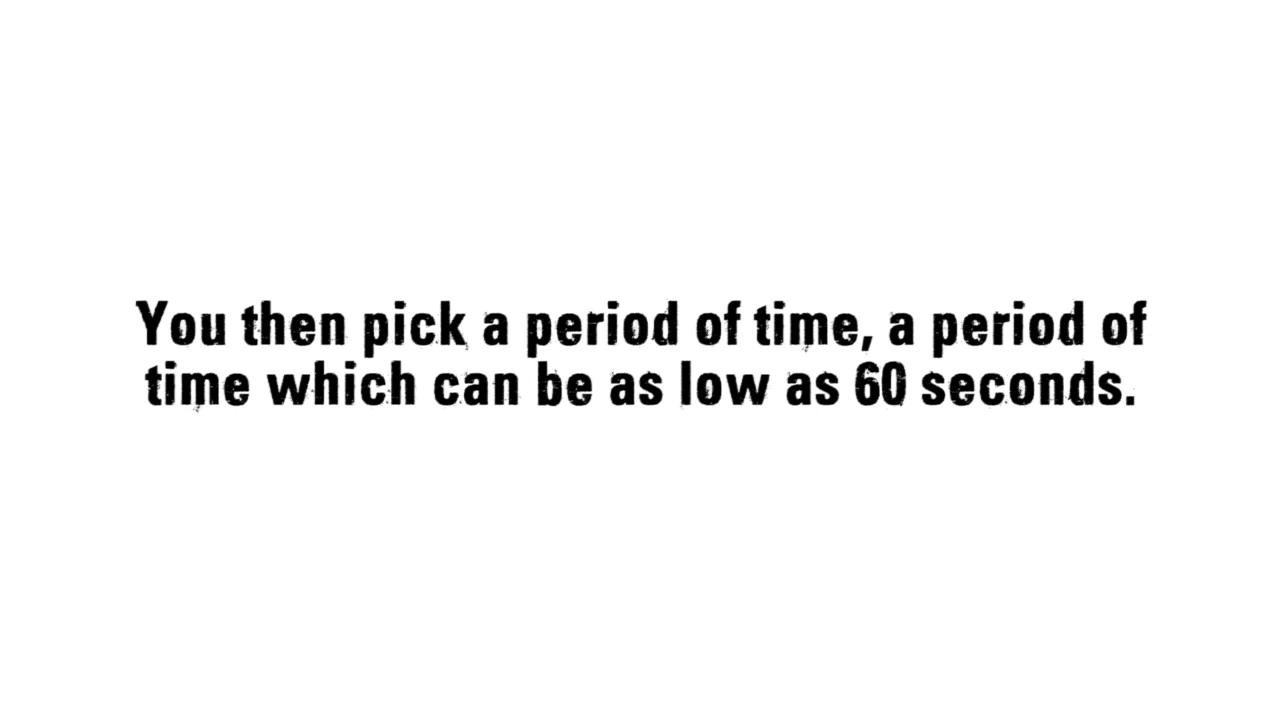 You then pick a period of time, a period of
time which can be as low as 60 seconds.